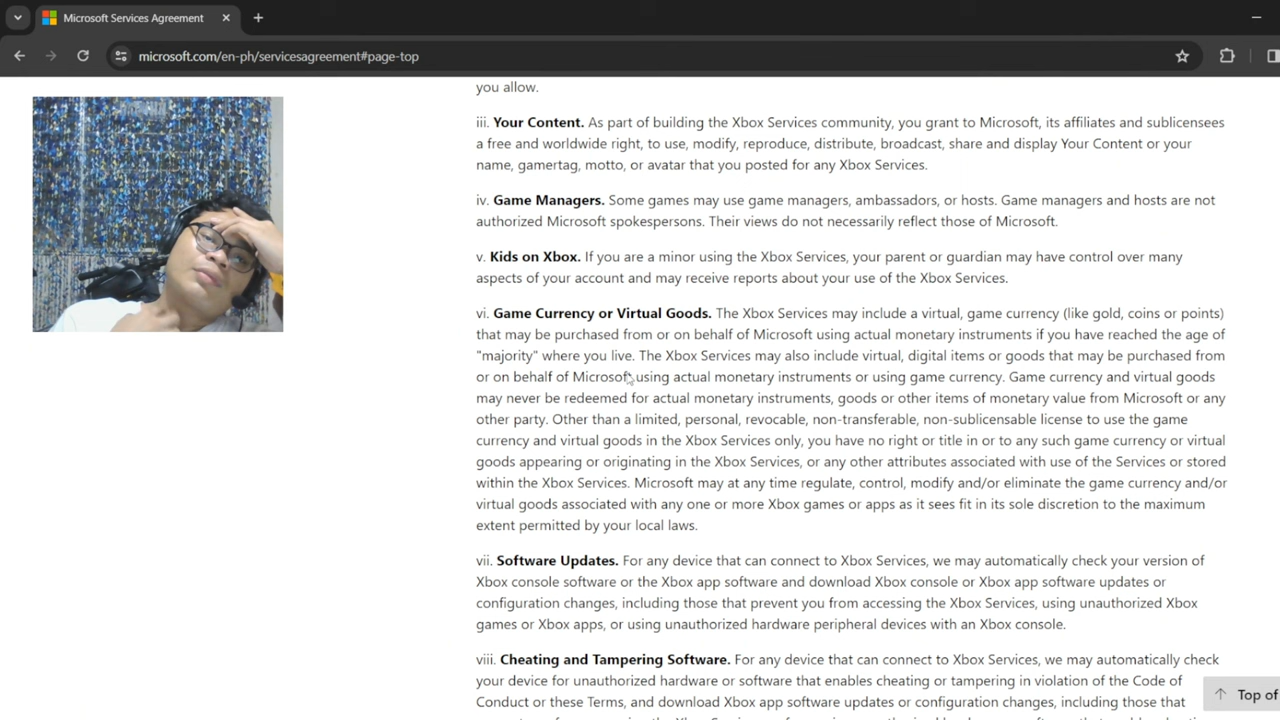 Microsoft Services Agreement
microsoft.com/en-ph/servicesagreement#page-top
you allow.
iii. Your Content. As part of building the Xbox Services community, you grant to Microsoft, its affiliates and sublicensees
a free and worldwide right, to use, modify, reproduce, distribute, broadcast, share and display Your Content or your
name, gamertag, motto, or avatar that you posted for any Xbox Services.
iv. Game Managers. Some games may use game managers, ambassadors, or hosts. Game managers and hosts are not
authorized Microsoft spokespersons. Their views do not necessarily reflect those of Microsoft.
v. Kids on Xbox. If you are a minor using the Xbox Services, your parent or guardian may have control over many
aspects of your account and may receive reports about your use of the Xbox Services.
vi. Game Currency or Virtual Goods. The Xbox Services may include a virtual, game currency (like gold, coins or points)
that may be purchased from or on behalf of Microsoft using actual monetary instruments if you have reached the age of
"majority" where you live. The Xbox Services may also include virtual, digital items or goods that may be purchased from
or on behalf of Microsoft using actual monetary instruments or using game currency. Game currency and virtual goods
may never be redeemed for actual monetary instruments, goods or other items of monetary value from Microsoft or any
other party. Other than a limited, personal, revocable, non-transferable, non-sublicensable license to use the game
currency and virtual goods in the Xbox Services only, you have no right or title in or to any such game currency or virtual
goods appearing or originating in the Xbox Services, or any other attributes associated with use of the Services or stored
within the Xbox Services. Microsoft may at any time regulate, control, modify and/or eliminate the game currency and/or
virtual goods associated with any one or more Xbox games or apps as it sees fit in its sole discretion to the maximum
extent permitted by your local laws.
vii. Software Updates. For any device that can connect to Xbox Services, we may automatically check your version of
Xbox console software or the Xbox app software and download Xbox console or Xbox app software updates or
configuration changes, including those that prevent you from accessing the Xbox Services, using unauthorized Xbox
games or Xbox apps, or using unauthorized hardware peripheral devices with an Xbox console.
viii. Cheating and Tampering Software. For any device that can connect to Xbox Services, we may automatically check
your device for unauthorized hardware or software that enables cheating or tampering in violation of the Code of
Conduct or these Terms, and download Xbox app software updates or configuration changes, including those that
Top of